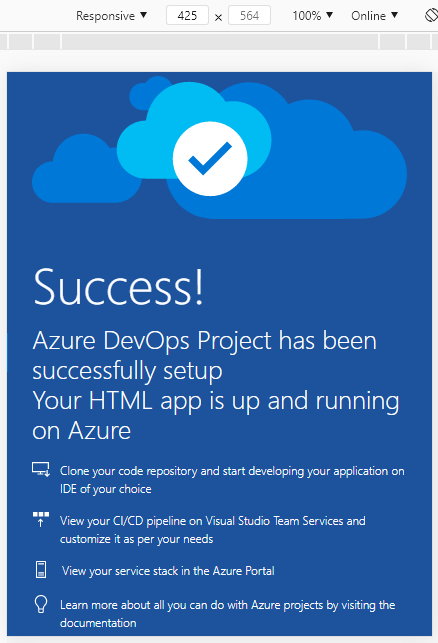 Responsive ▼ 425 × 564 100% ▼ Online ▼
Success!
Azure DevOps Project has been
successfully setup
Your HTML app is up and running
on Azure
Clone your code repository and start developing your application on
IDE of your choice
View your CI/CD pipeline on Visual Studio Team Services and
customize it as per your needs
View your service stack in the Azure Portal
Learn more about all you can do with Azure projects by visiting the
documentation